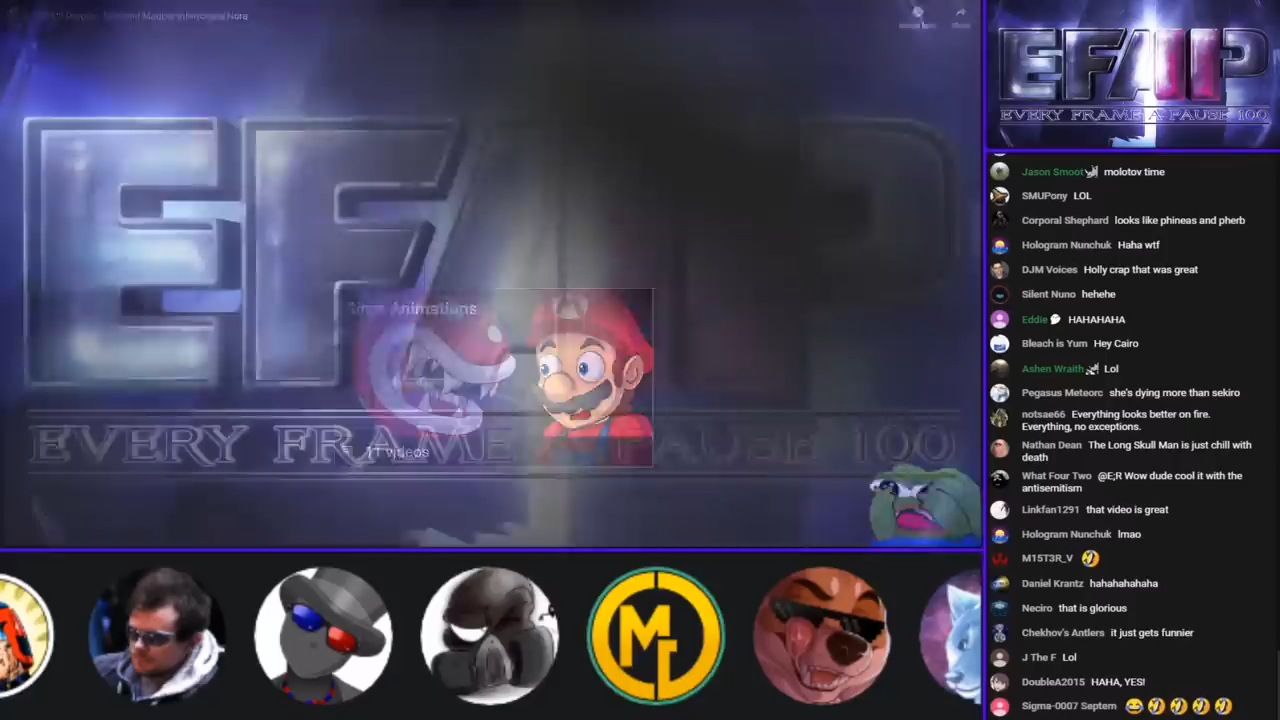 EFAP
EVERY FRAME A PAUSE 100
Animations
11 videos
M
EFAP
EVERY FRAME A PAUSE 100
Jason Smoot molotov time
SMUPony LOL
Corporal Shephard looks like phineas and pherb
Hologram Nunchuk Haha wtf
DJM Voices Holly crap that was great
Silent Nuno hehehe
Eddie HAHAHAHA
Bleach is Yum Hey Cairo
Ashen Wraith Lol
Pegasus Meteorc she's dying more than sekiro
notsae66 Everything looks better on fire.
Everything, no exceptions.
Nathan Dean The Long Skull Man is just chill with
death
What Four Two @E;R Wow dude cool it with the
antisemitism
Linkfan1291 that video is great
Hologram Nunchuk lmao
M15T3R_V 🤣
Daniel Krantz hahahahahaha
Neciro that is glorious
Chekhov's Antlers it just gets funnier
J The F Lol
DoubleA2015 HAHA, YES!
Sigma-0007 Septem 😂🤣🤣🤣🤣